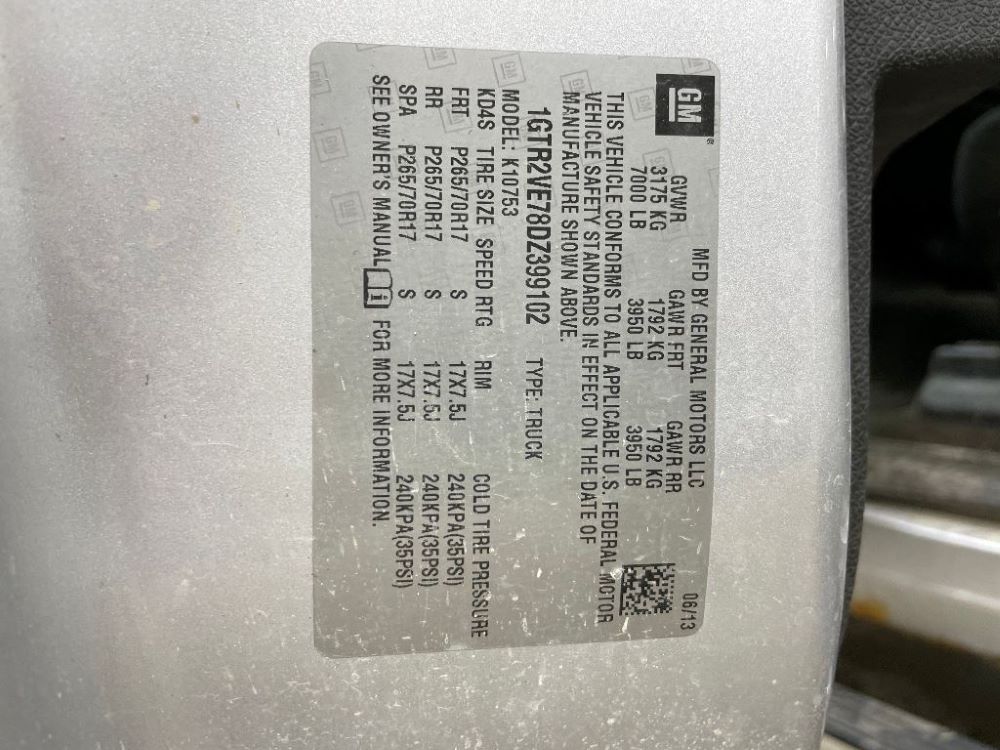 GM
MFD BY GENERAL MOTORS LLC 06/13
GVWR GAWR FRT GAWR RR
3175 KG 1792 KG 1792 KG
7000 LB 3950 LB 3950 LB
THIS VEHICLE CONFORMS TO ALL APPLICABLE U.S. FEDERAL MOTOR
VEHICLE SAFETY STANDARDS IN EFFECT ON THE DATE OF
MANUFACTURE SHOWN ABOVE.
1GTR2VE78DZ399102 TYPE: TRUCK
MODEL: K10753
KD4S TIRE SIZE SPEED RTG RIM COLD TIRE PRESSURE
FRT P265/70R17 S 17X7.5J 240KPA(35PSI)
RR P265/70R17 S 17X7.5J 240KPA(35PSI)
SPA P265/70R17 S 17X7.5J 240KPA(35PSI)
SEE OWNER'S MANUAL i FOR MORE INFORMATION.